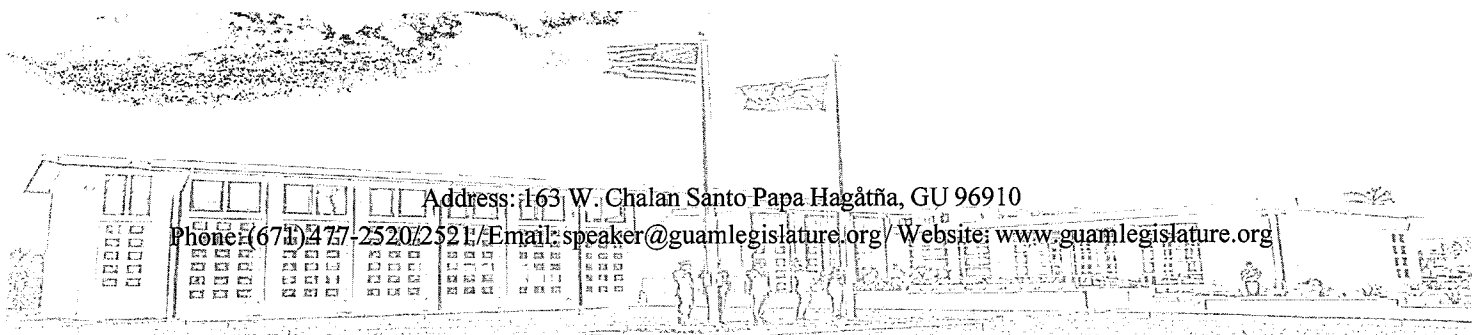 Address: 163 W. Chalan Santo Papa Hagåtña, GU 96910
Phone: (671)477-2520/2521/ Email: speaker@guamlegislature.org/ Website: www.guamlegislature.org